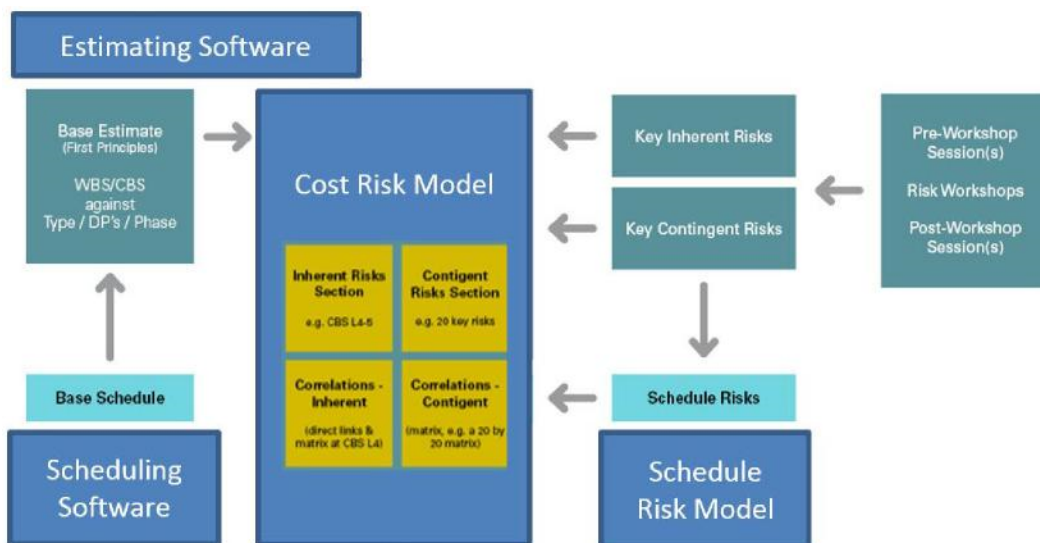 Estimating Software
Base Estimate
(First Principles)
WBS/CBS
against
Type / DP's / Phase
Base Schedule
Scheduling
Software
Cost Risk Model
Inherent Risks
Section
e.g. CBS L4-5
Contigent
Risks Section
e.g. 20 key risks
Correlations -
Inherent
(direct links &
matrix at CBS L4)
Correlations -
Contigent
(matrix, e.g. a 20 by
20 matrix)
Key Inherent Risks
Key Contingent Risks
Schedule Risks
Schedule
Risk Model
Pre-Workshop
Session(s)
Risk Workshops
Post-Workshop
Session(s)